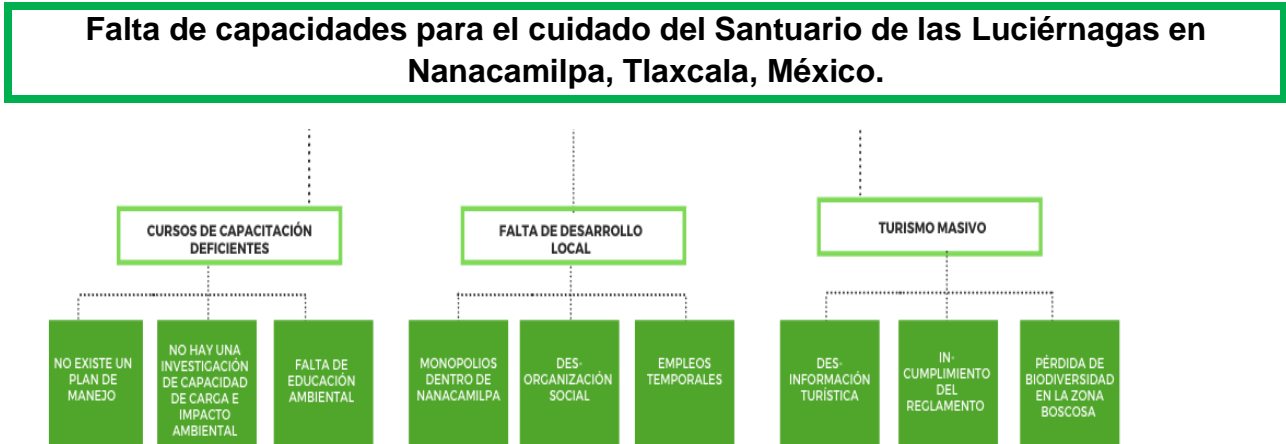 Falta de capacidades para el cuidado del Santuario de las Luciérnagas en
Nanacamilpa, Tlaxcala, México.
CURSOS DE CAPACITACIÓN
DEFICIENTES
FALTA DE DESARROLLO
LOCAL
TURISMO MASIVO
NO EXISTE UN
PLAN DE
MANEJO
NO HAY UNA
INVESTIGACIÓN
DE CAPACIDAD
DE CARGA E
IMPACTO
AMBIENTAL
FALTA DE
EDUCACIÓN
AMBIENTAL
MONOPOLIOS
DENTRO DE
NANACAMILPA
DES-
ORGANIZACIÓN
SOCIAL
EMPLEOS
TEMPORALES
DES-
INFORMACIÓN
TURÍSTICA
IN-
CUMPLIMIENTO
DEL
REGLAMENTO
PÉRDIDA DE
BIODIVERSIDAD
EN LA ZONA
BOSCOSA